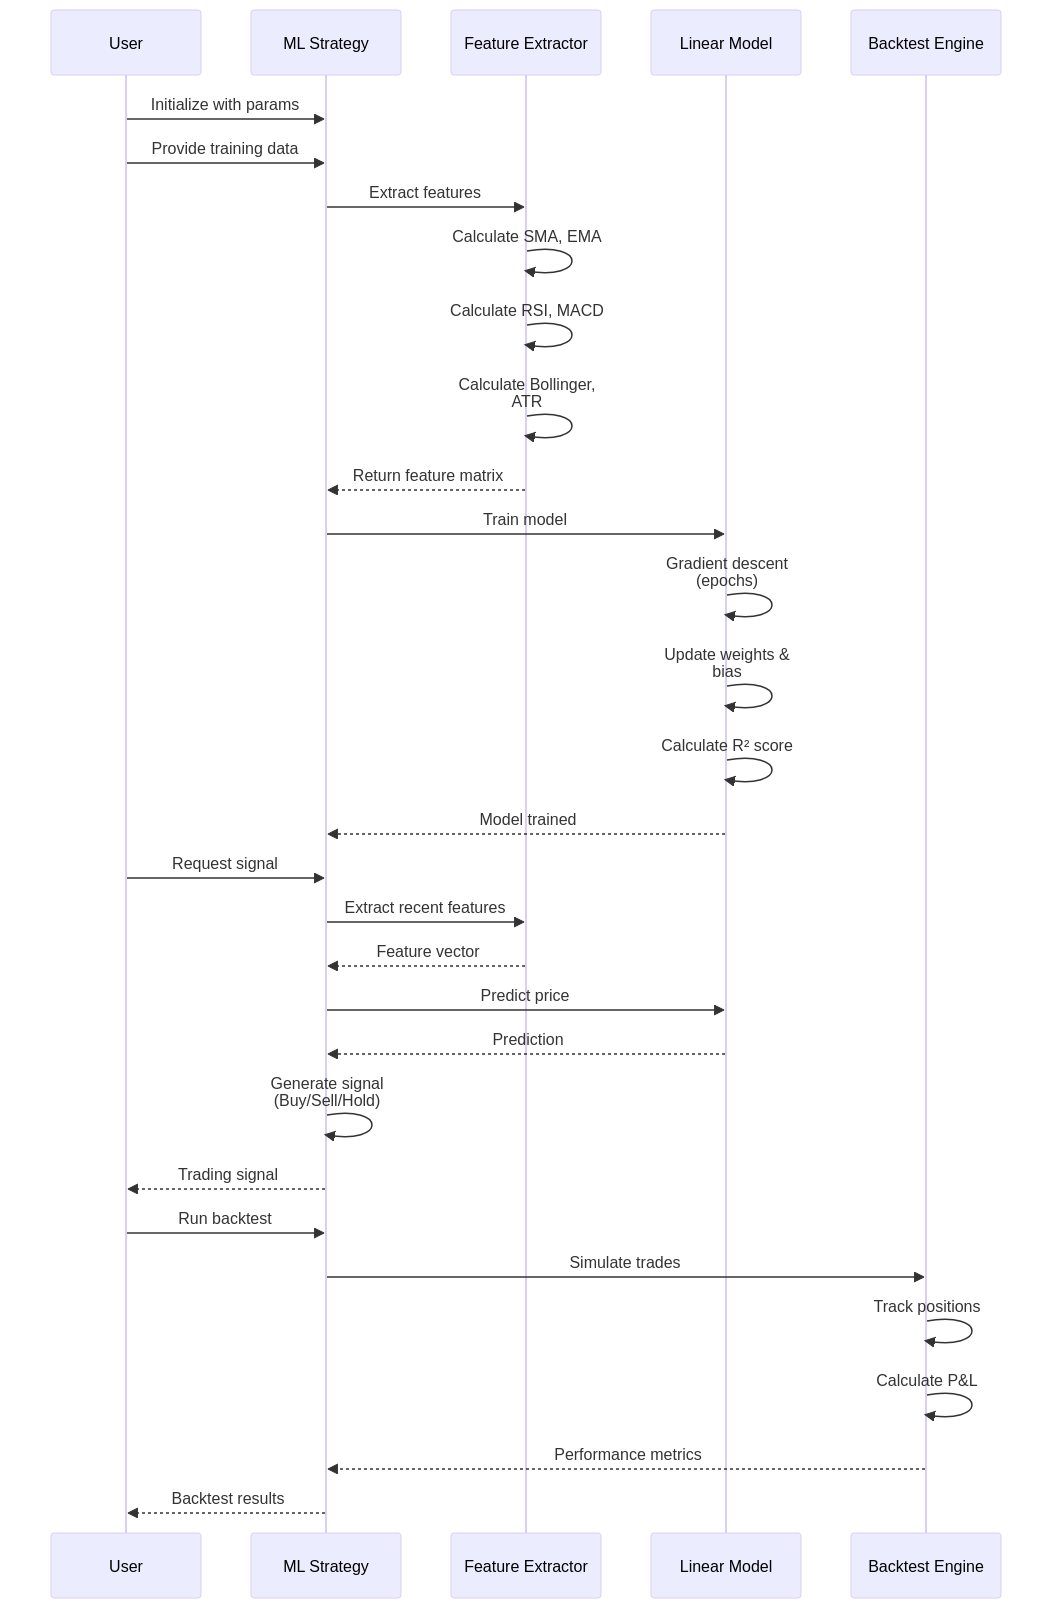 User
ML Strategy
Feature Extractor
Linear Model
Backtest Engine
Initialize with params
Provide training data
Extract features
Calculate SMA, EMA
Calculate RSI, MACD
Calculate Bollinger,
ATR
Return feature matrix
Train model
Gradient descent
(epochs)
Update weights &
bias
Calculate R² score
Model trained
Request signal
Extract recent features
Feature vector
Predict price
Prediction
Generate signal
(Buy/Sell/Hold)
Trading signal
Run backtest
Simulate trades
Track positions
Calculate P&L
Performance metrics
Backtest results
User
ML Strategy
Feature Extractor
Linear Model
Backtest Engine